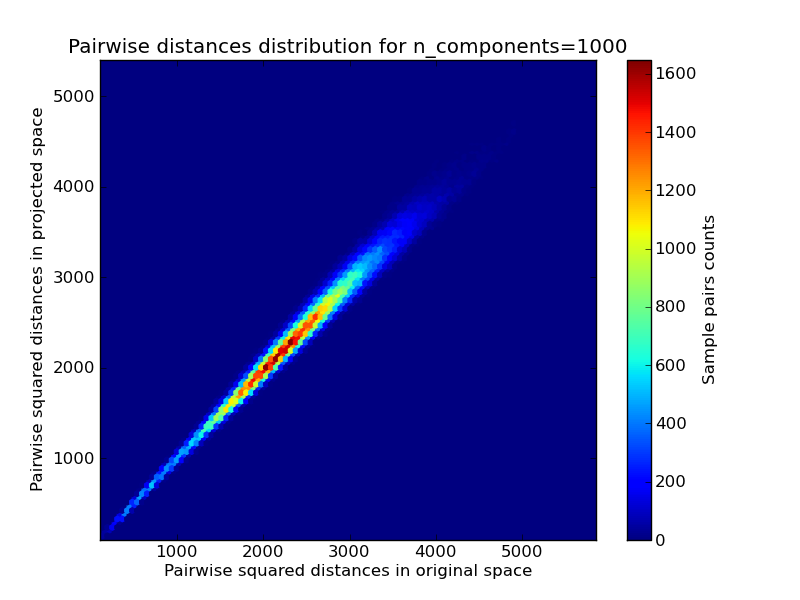 Pairwise distances distribution for n_components=1000
Pairwise squared distances in projected space
5000
4000
3000
2000
1000
1000 2000 3000 4000 5000
Pairwise squared distances in original space
1600
1400
1200
1000
800
600
400
200
0
Sample pairs counts